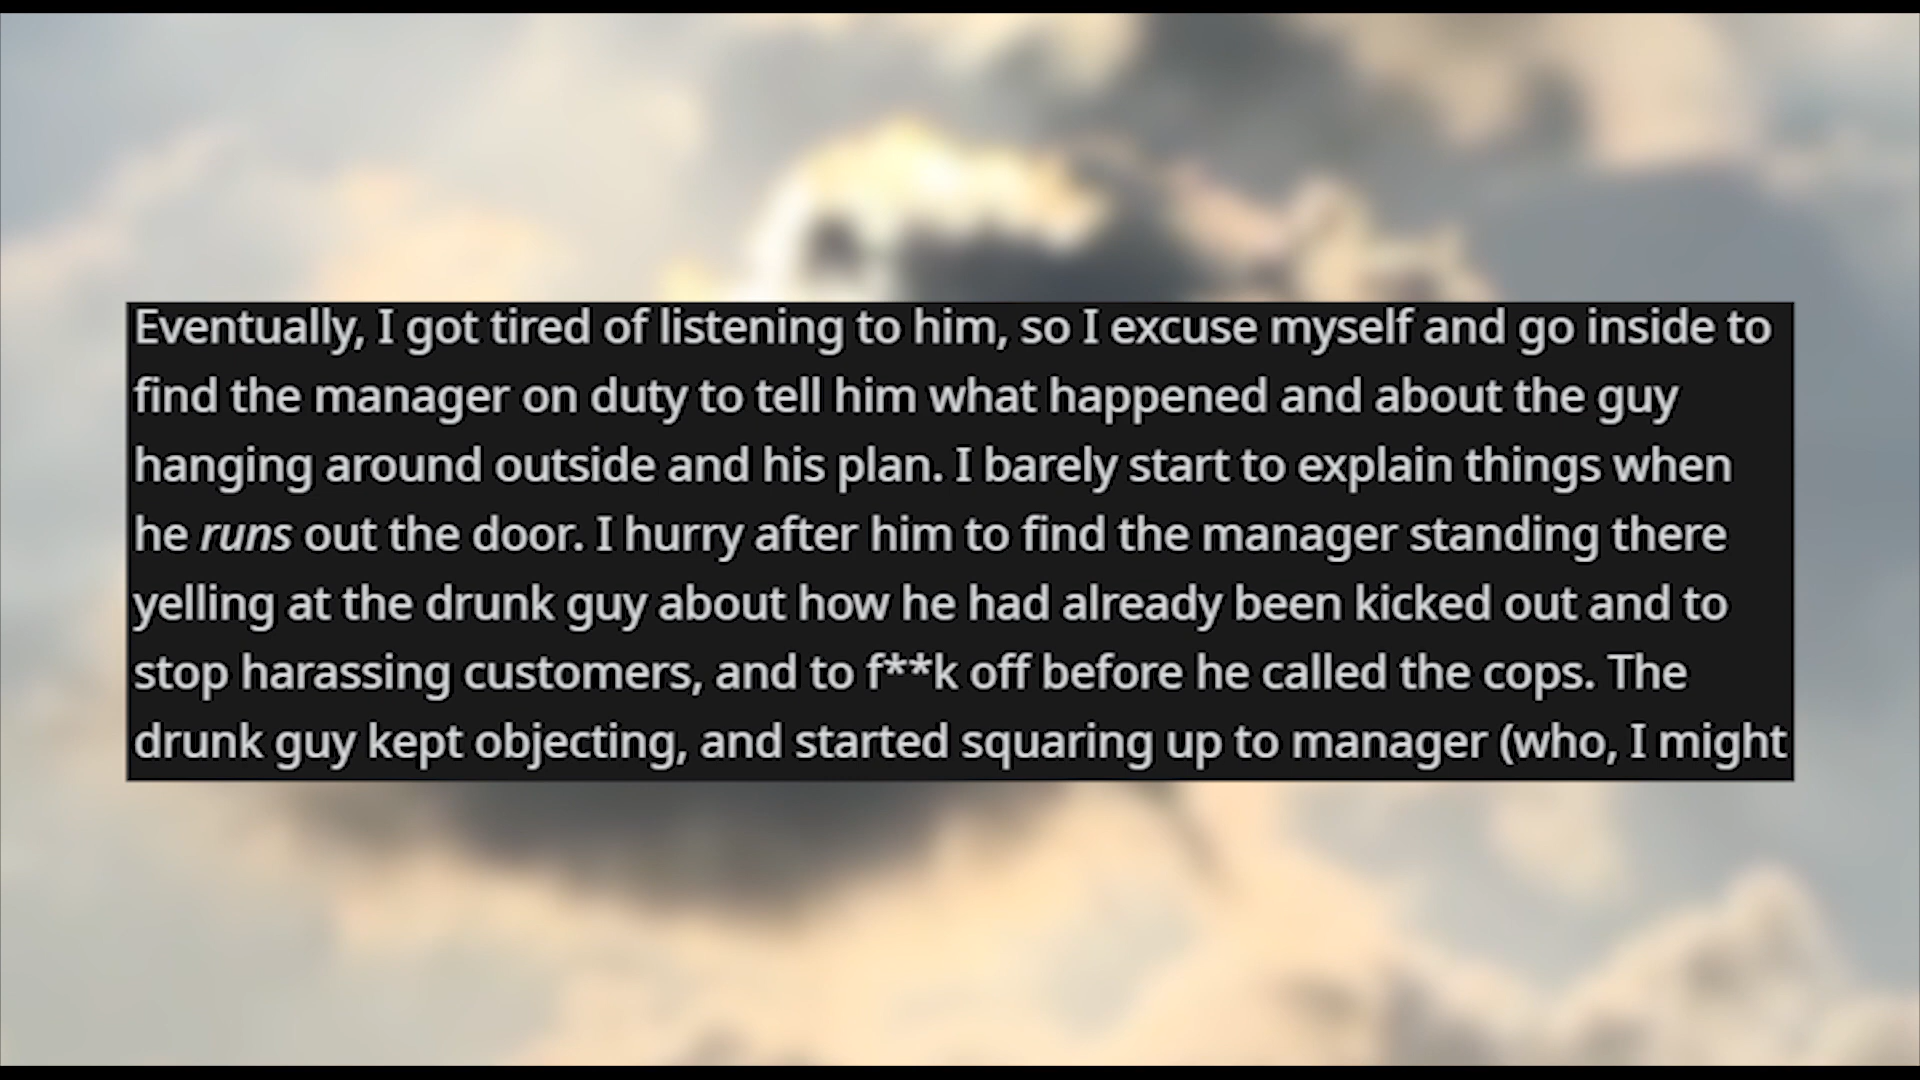 Eventually, I got tired of listening to him, so I excuse myself and go inside to
find the manager on duty to tell him what happened and about the guy
hanging around outside and his plan. I barely start to explain things when
he runs out the door. I hurry after him to find the manager standing there
yelling at the drunk guy about how he had already been kicked out and to
stop harassing customers, and to f**k off before he called the cops. The
drunk guy kept objecting, and started squaring up to manager (who, I might